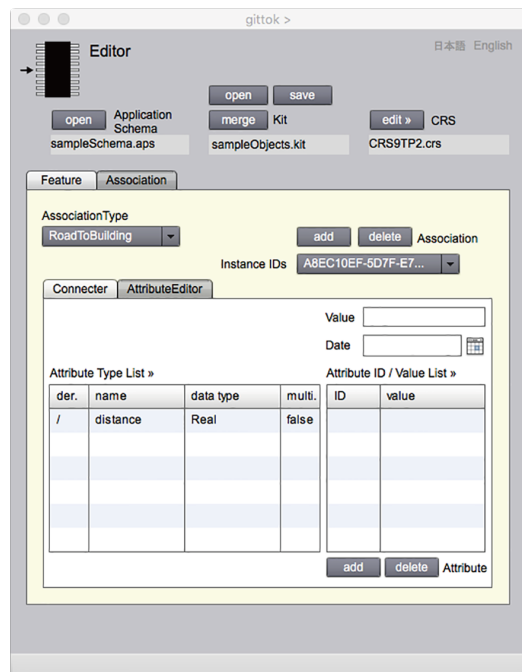 gittok >
Editor
日本語 English
open save
open Application Schema merge Kit edit » CRS
sampleSchema.aps sampleObjects.kit CRS9TP2.crs
Feature Association
AssociationType
RoadToBuilding add delete Association
Instance IDs A8EC10EF-5D7F-E7...
Connecter AttributeEditor
Value
Date
Attribute Type List » Attribute ID / Value List »
der. name data type multi. ID value
/ distance Real false
add delete Attribute